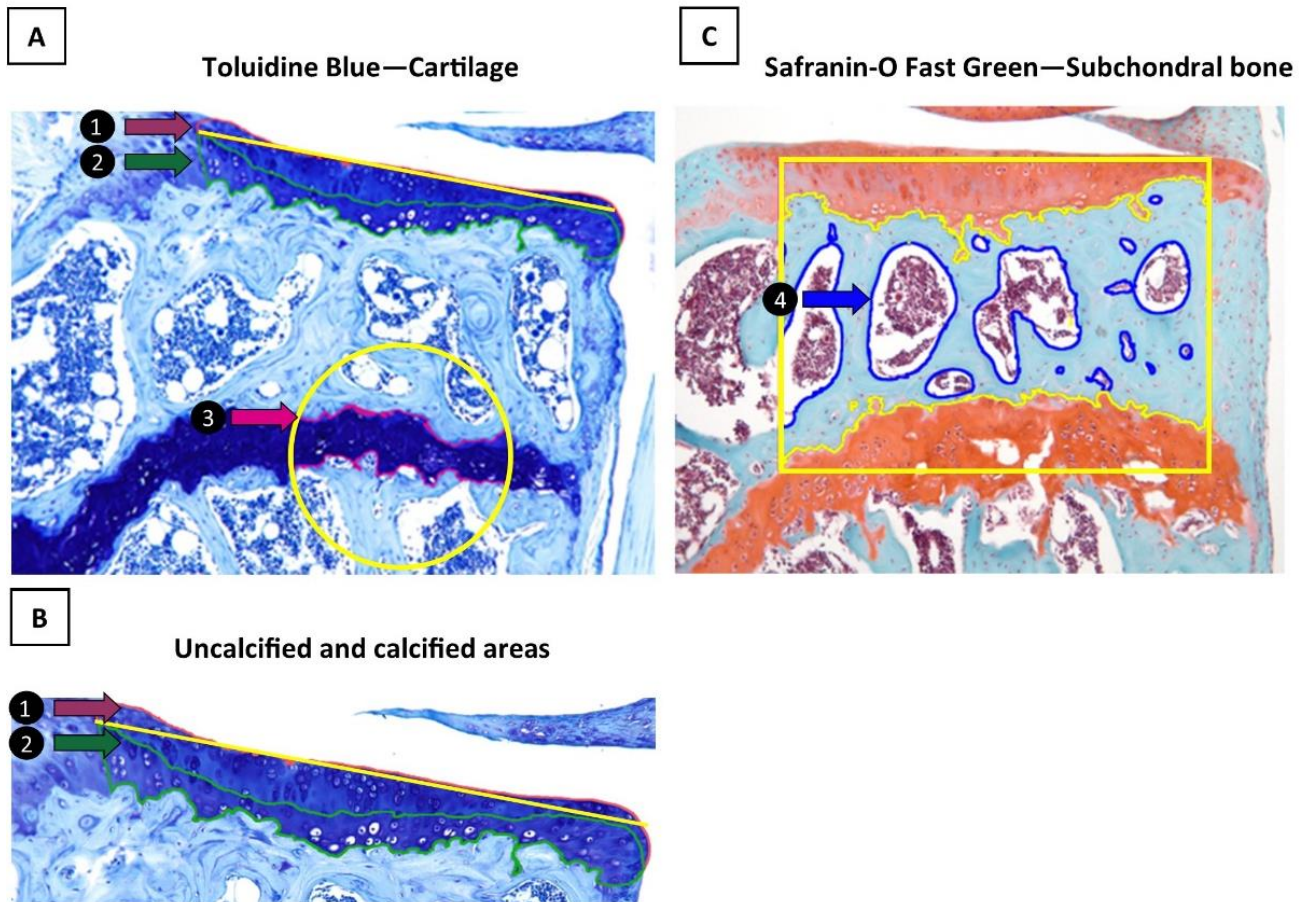 A
Toluidine Blue—Cartilage
1
2
3
B
Uncalcified and calcified areas
1
2
C
Safranin-O Fast Green—Subchondral bone
4
P